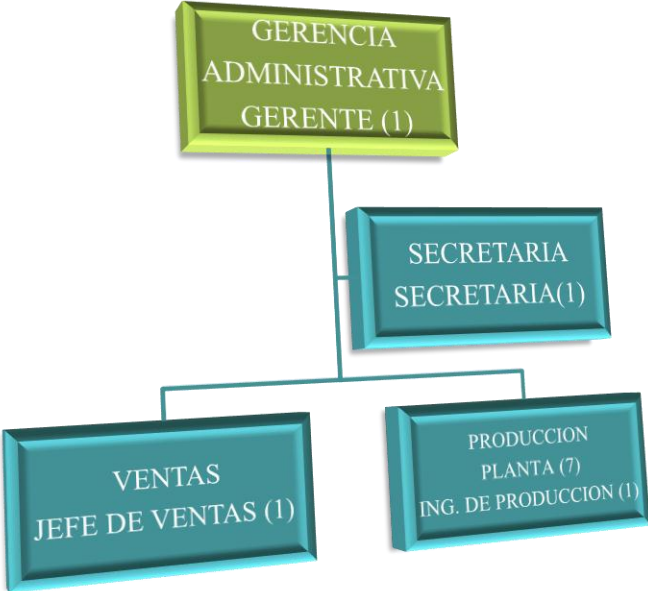 GERENCIA
ADMINISTRATIVA
GERENTE (1)
SECRETARIA
SECRETARIA(1)
VENTAS
JEFE DE VENTAS (1)
PRODUCCION
PLANTA (7)
ING. DE PRODUCCION (1)